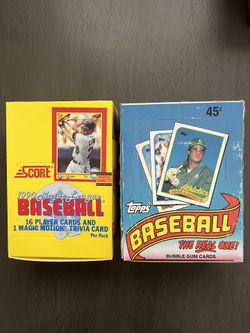 SCORE
1990 Major League
BASEBALL
16 PLAYER CARDS AND
1 MAGIC MOTION TRIVIA CARD
Per Pack
45¢
Athletics
Topps
BASEBALL
THE REAL ONE!
BUBBLE GUM CARDS